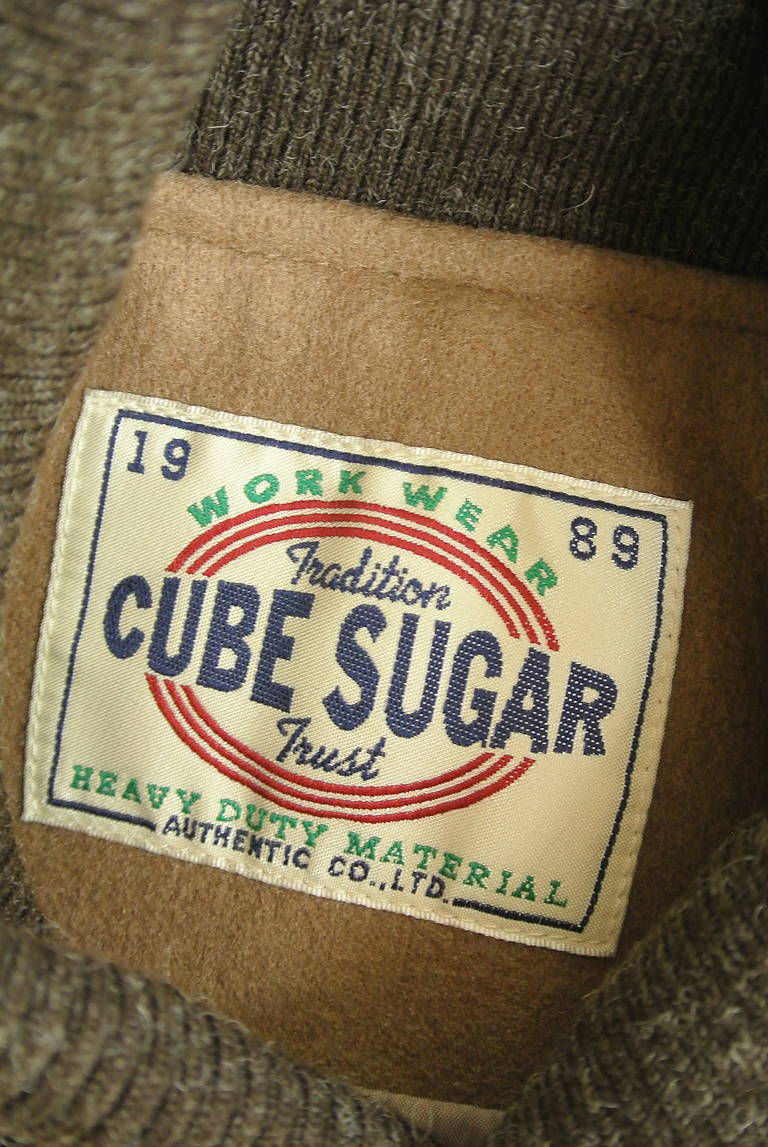 19 89
WORK WEAR
Tradition
CUBE SUGAR
Trust
HEAVY DUTY MATERIAL
AUTHENTIC CO.,LTD.